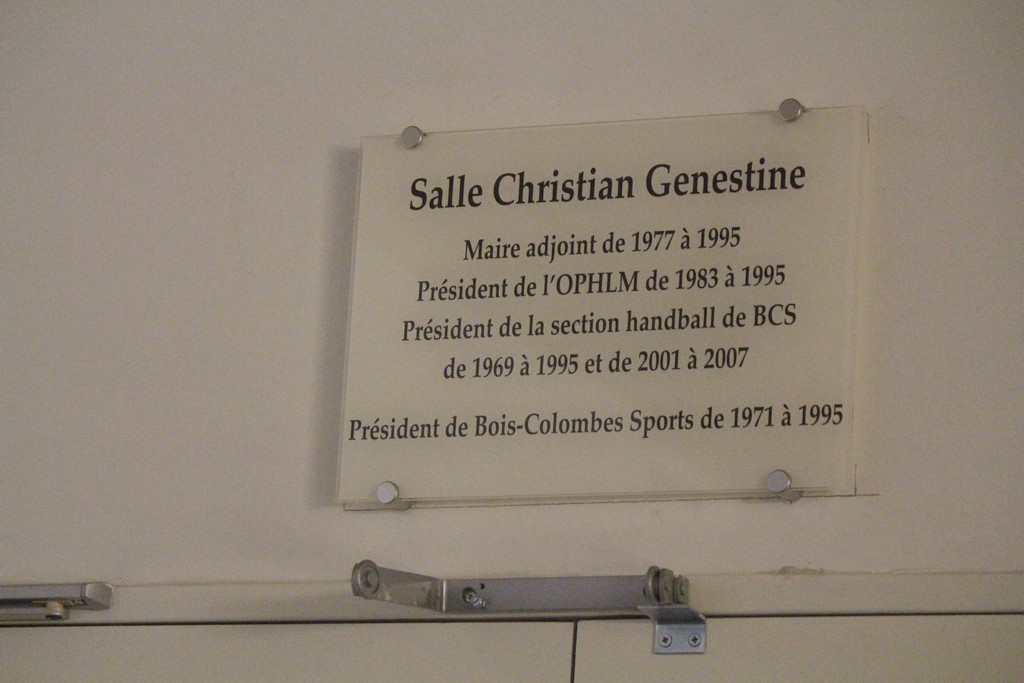 Salle Christian Genestine
Maire adjoint de 1977 à 1995
Président de l'OPHLM de 1983 à 1995
Président de la section handball de BCS
de 1969 à 1995 et de 2001 à 2007
Président de Bois-Colombes Sports de 1971 à 1995